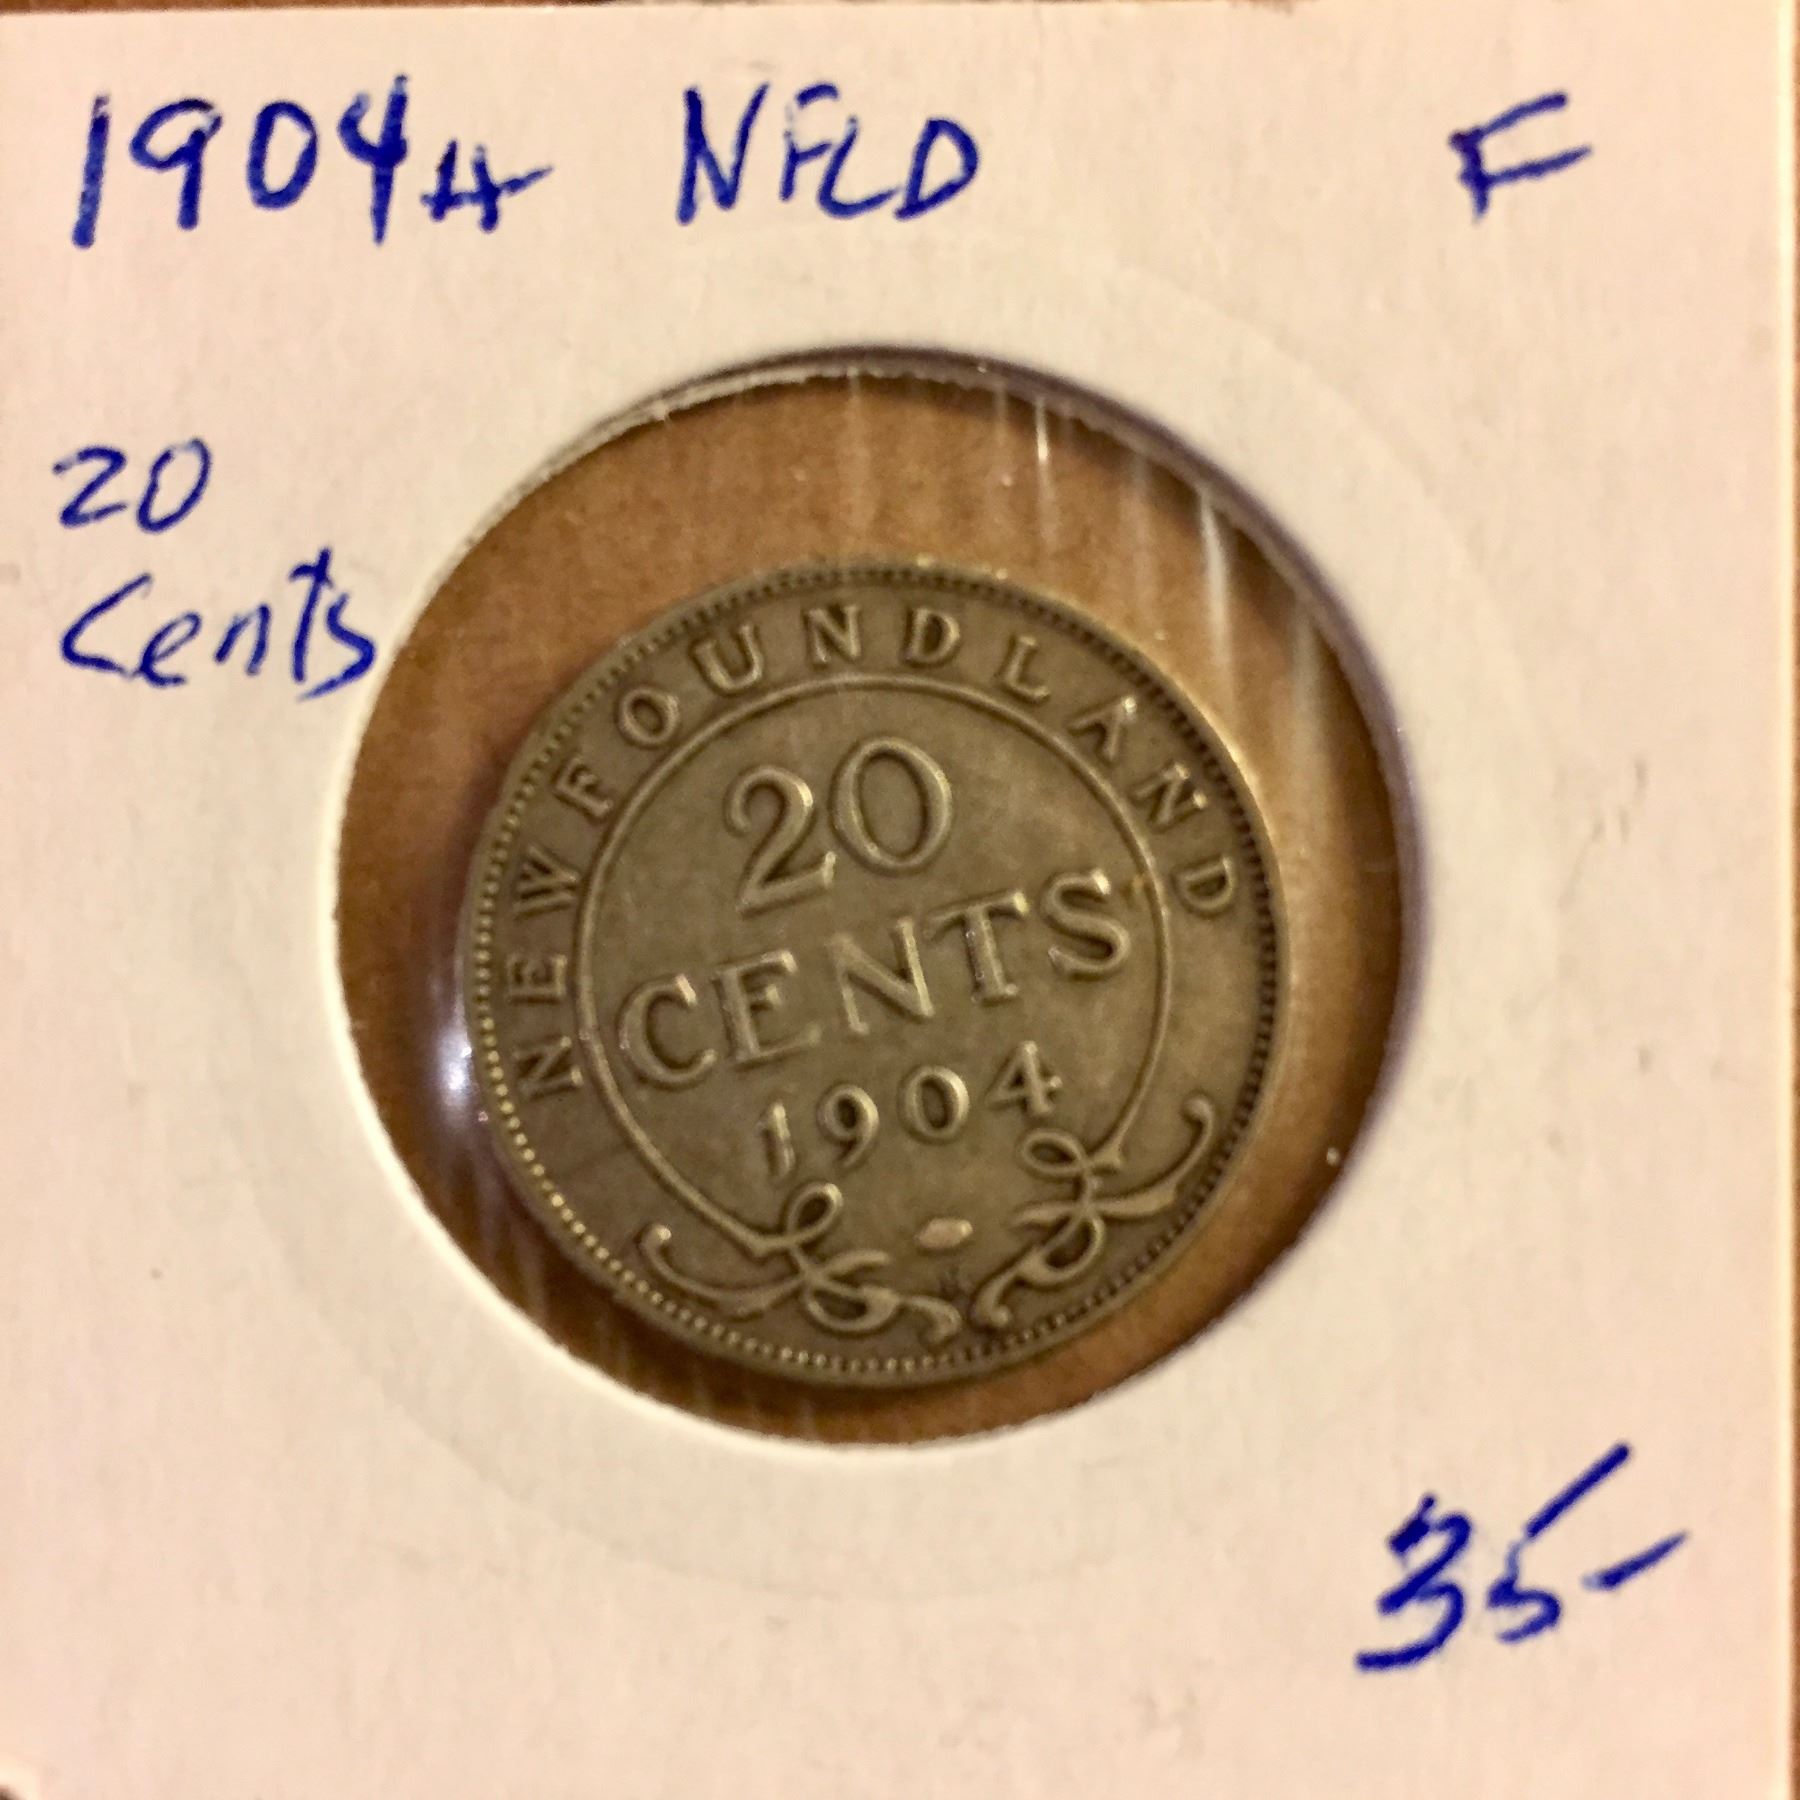 1904H NFLD F
20
Cents
NEWFOUNDLAND
20
CENTS
1904
H
35-